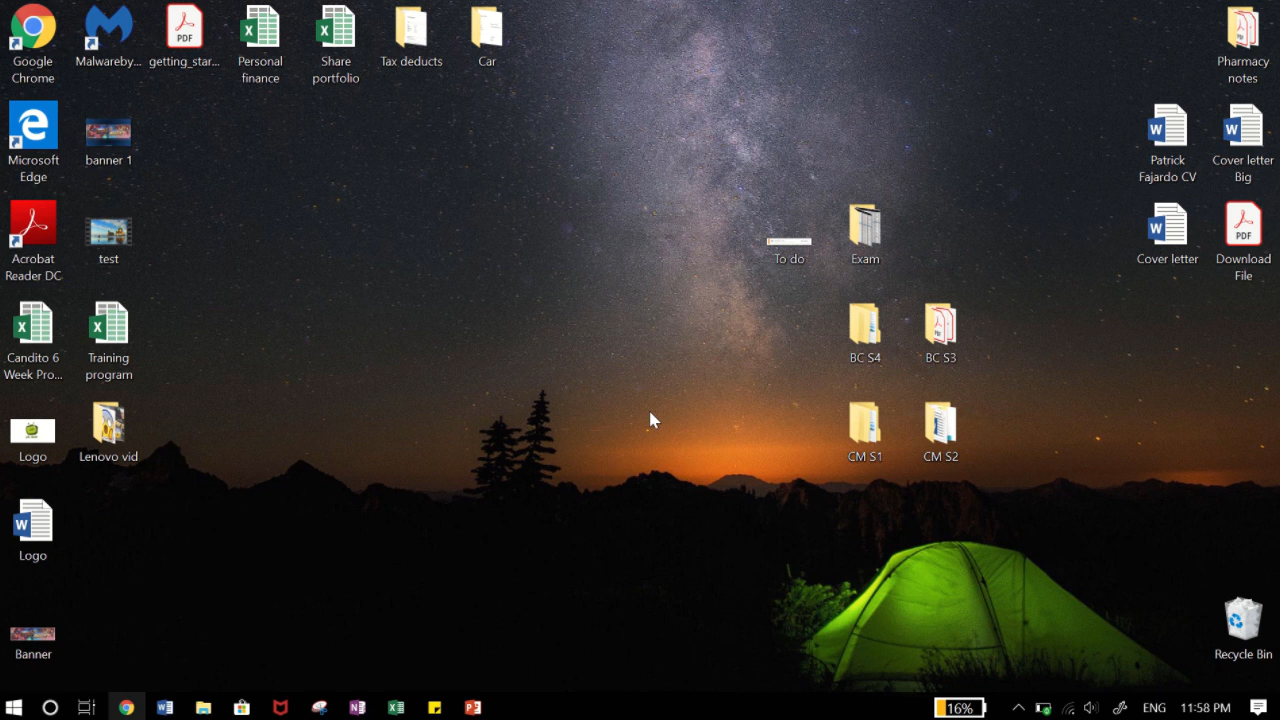 Google
Chrome
Malwareby...
getting_star...
Personal
finance
Share
portfolio
Tax deducts
Car
Pharmacy
notes
Microsoft
Edge
banner 1
Patrick
Fajardo CV
Cover letter
Big
Acrobat
Reader DC
test
To do
Exam
Cover letter
Download
File
Candito 6
Week Pro...
Training
program
BC S4
BC S3
Logo
Lenovo vid
CM S1
CM S2
Logo
Banner
Recycle Bin
16%
ENG
11:58 PM